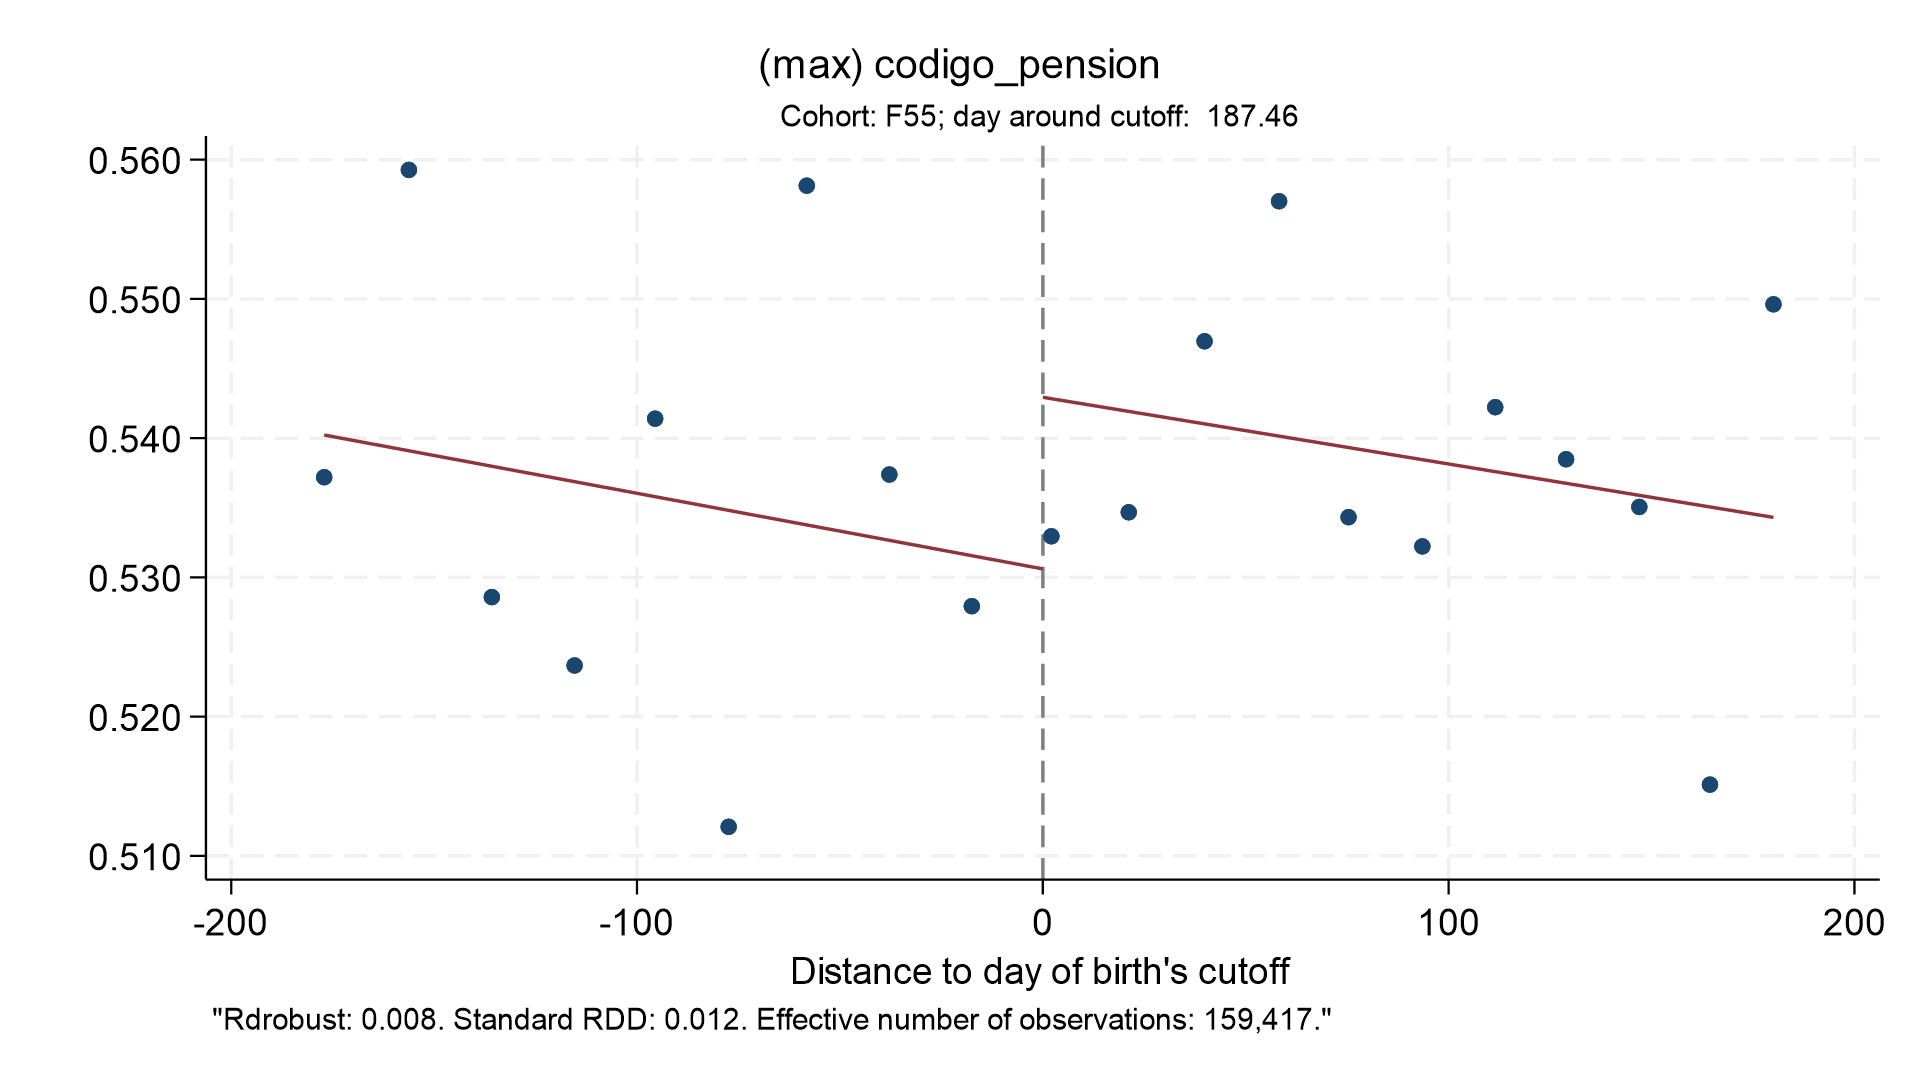 (max) codigo_pension
Cohort: F55; day around cutoff:  187.46
0.560
0.550
0.540
0.530
0.520
0.510
-200 -100 0 100 200
Distance to day of birth's cutoff
"Rdrobust: 0.008. Standard RDD: 0.012. Effective number of observations: 159,417."